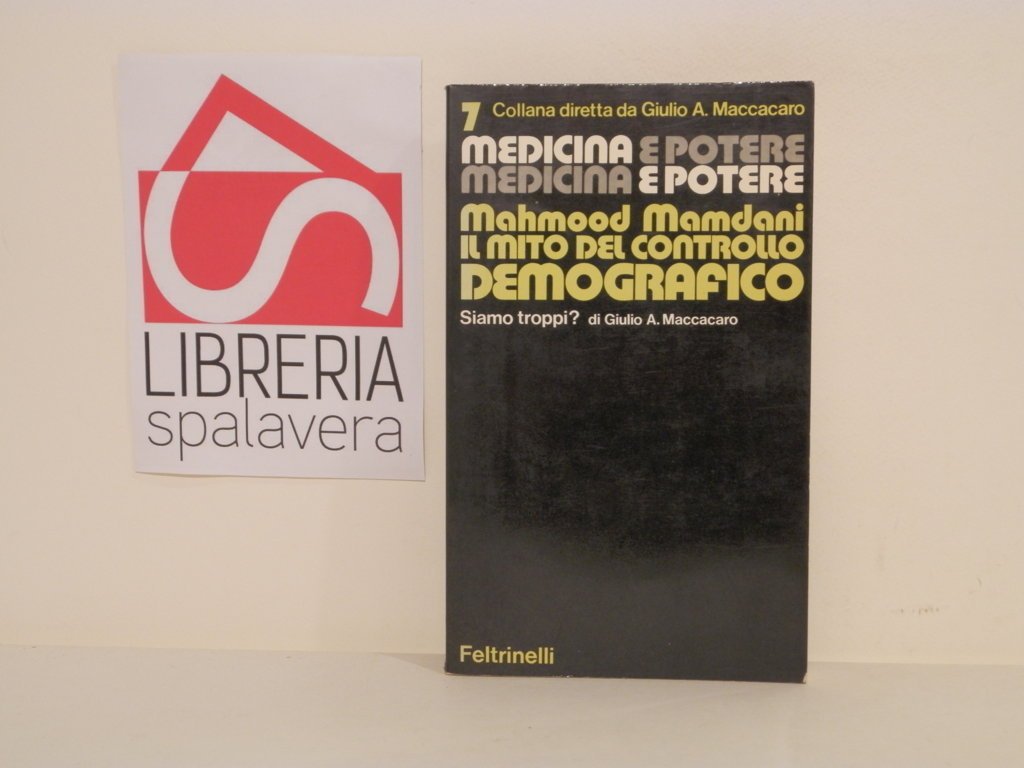 LIBRERIA
spalavera
7 Collana diretta da Giulio A. Maccacaro
MEDICINA E POTERE
MEDICINA E POTERE
Mahmood Mamdani
IL MITO DEL CONTROLLO
DEMOGRAFICO
Siamo troppi? di Giulio A. Maccacaro
Feltrinelli